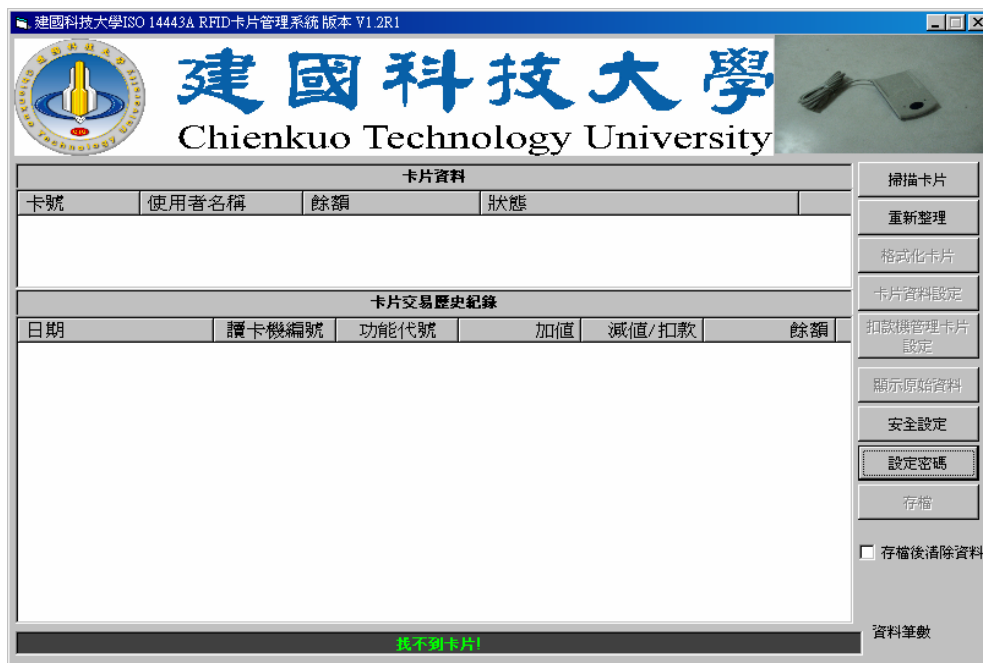 建國科技大學ISO 14443A RFID卡片管理系統 版本 V1.2R1
建國科技大學
Chienkuo Technology University
卡片資料
卡號 使用者名稱 餘額 狀態
卡片交易歷史紀錄
日期 讀卡機編號 功能代號 加值 減值/扣款 餘額
掃描卡片
重新整理
格式化卡片
卡片資料設定
扣款機管理卡片
設定
顯示原始資料
安全設定
設定密碼
存檔
存檔後清除資料
資料筆數
找不到卡片!